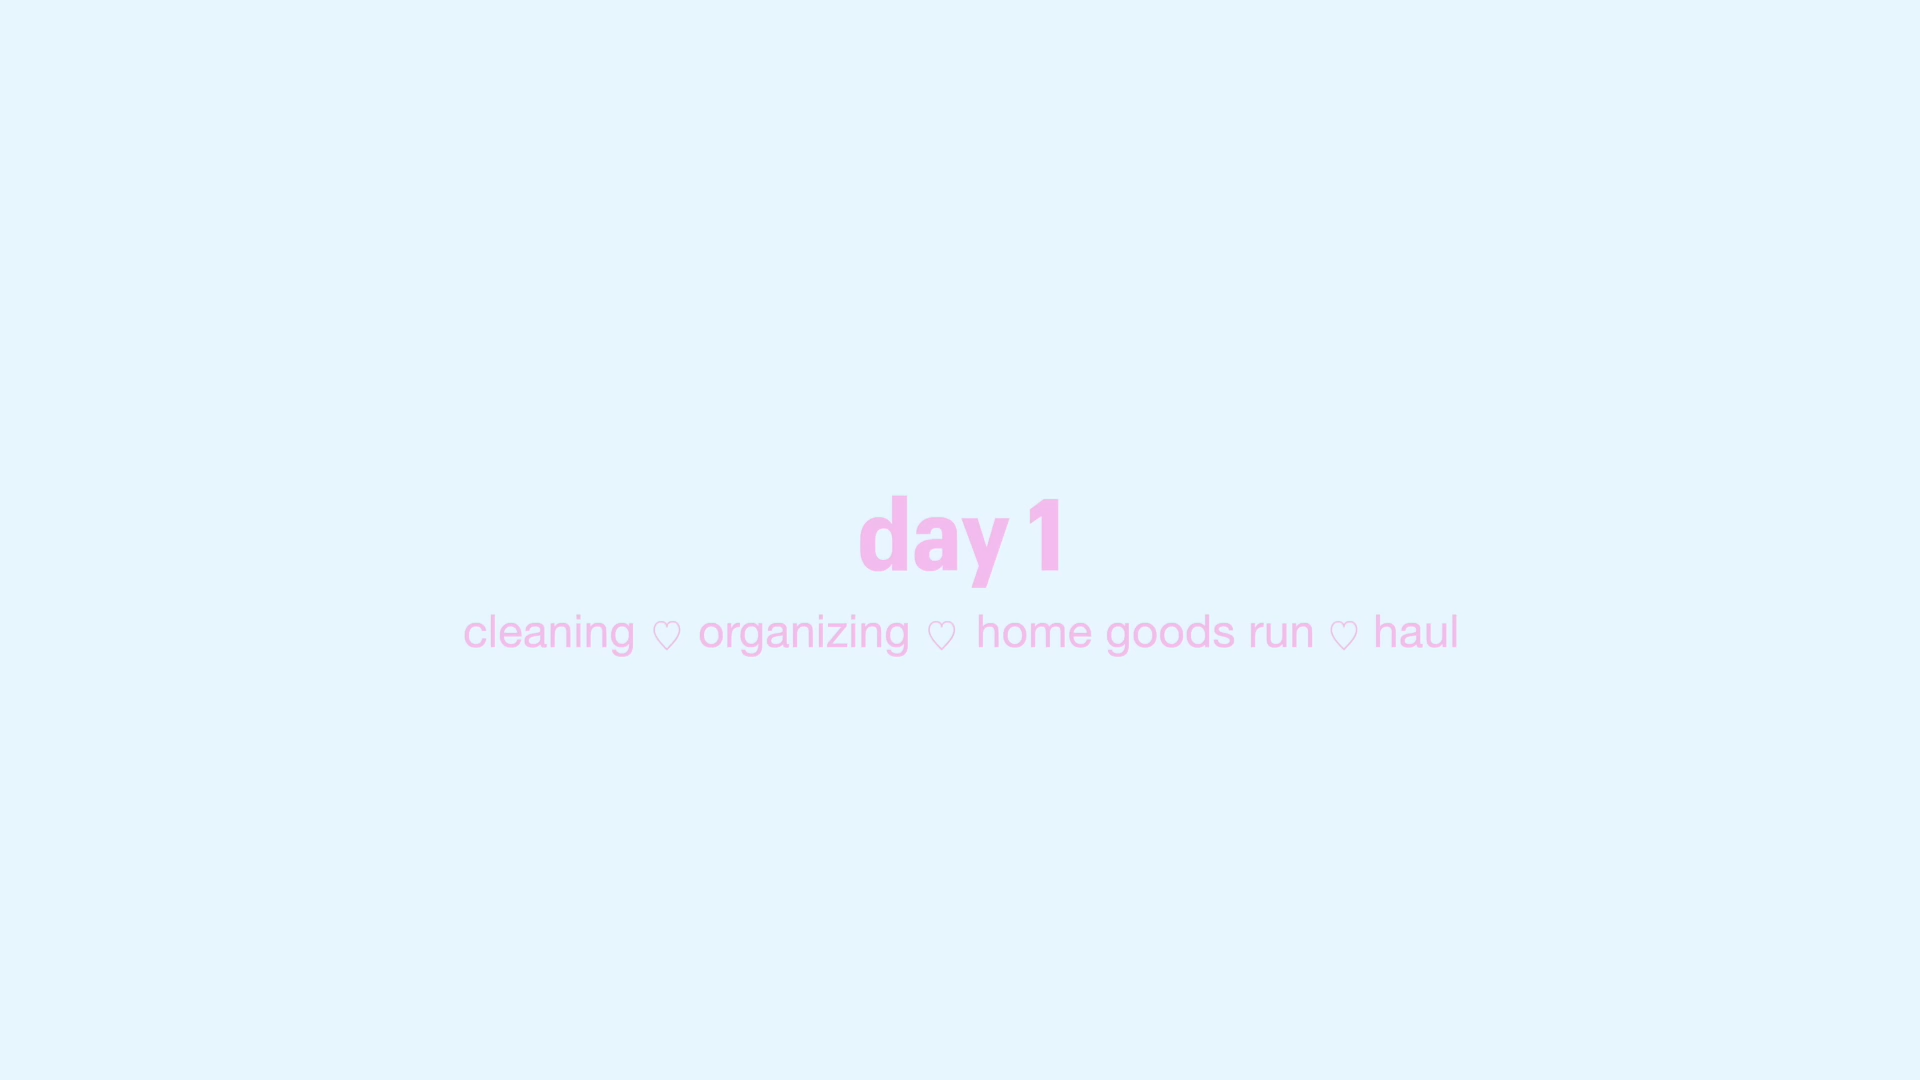 day 1
cleaning ♡ organizing ♡ home goods run ♡ haul